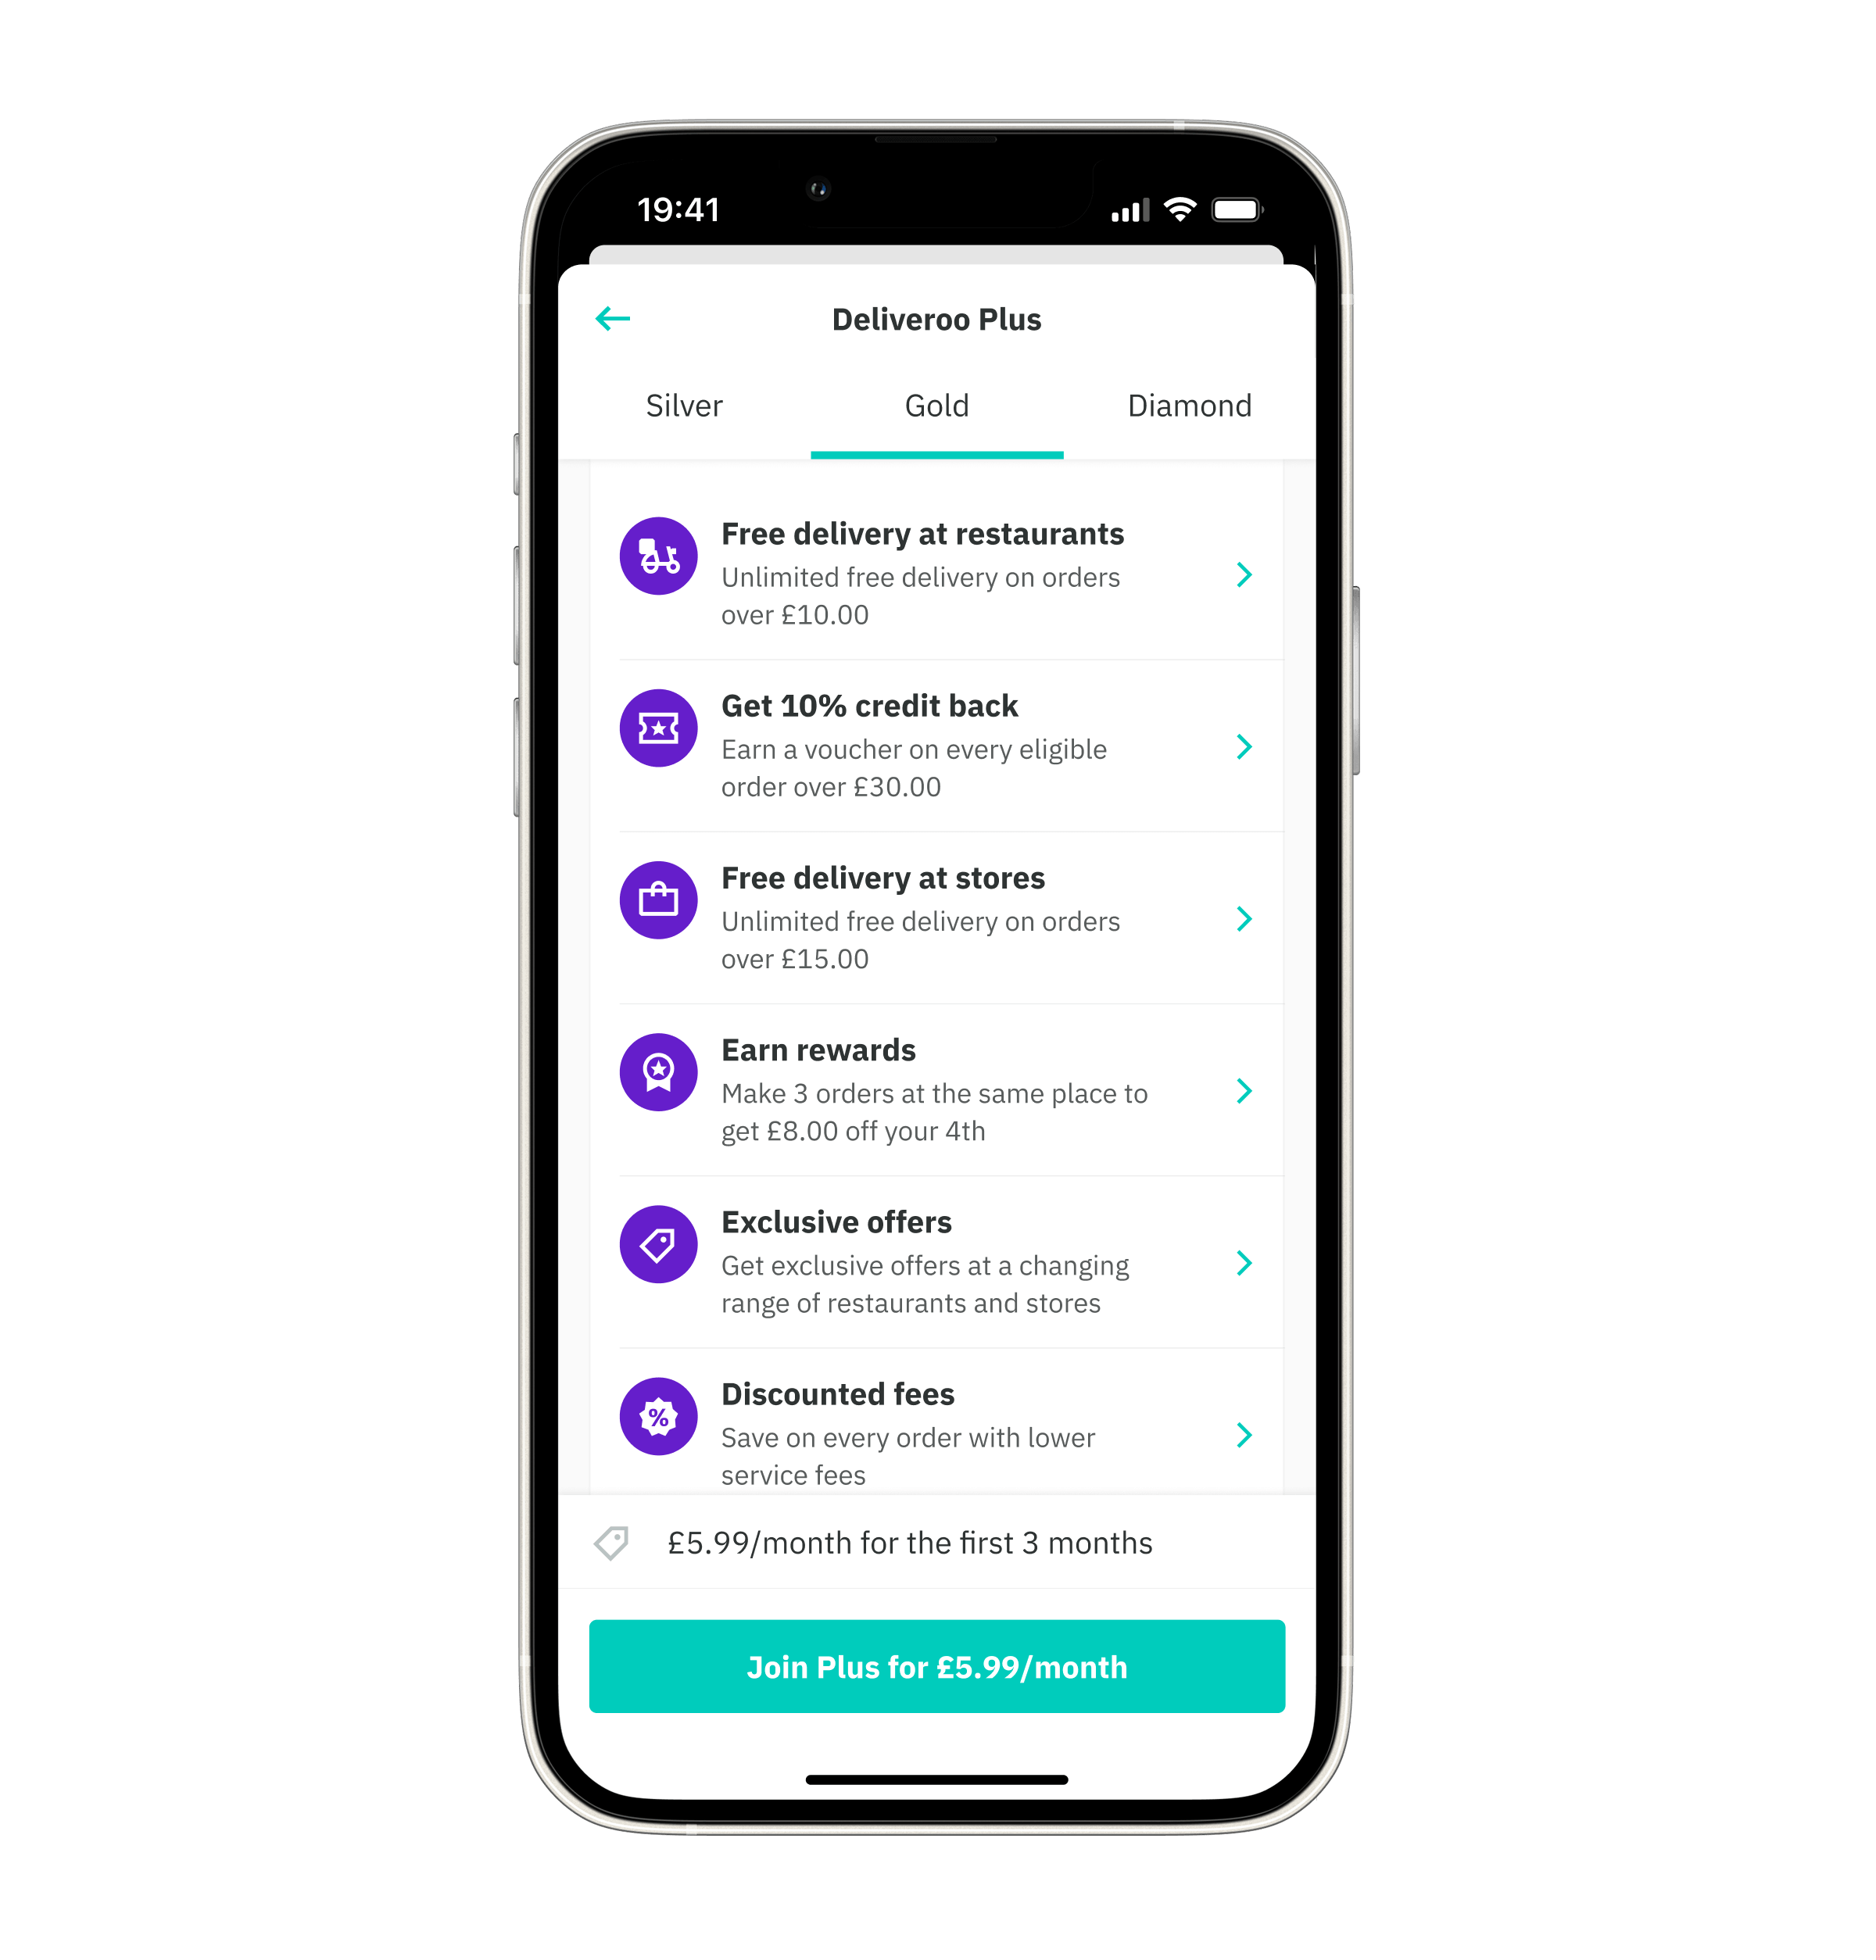 19:41
Deliveroo Plus
Silver
Gold
Diamond
Free delivery at restaurants
Unlimited free delivery on orders
over £10.00
Get 10% credit back
Earn a voucher on every eligible
order over £30.00
Free delivery at stores
Unlimited free delivery on orders
over £15.00
Earn rewards
Make 3 orders at the same place to
get £8.00 off your 4th
Exclusive offers
Get exclusive offers at a changing
range of restaurants and stores
%
Discounted fees
Save on every order with lower
service fees
£5.99/month for the first 3 months
Join Plus for £5.99/month